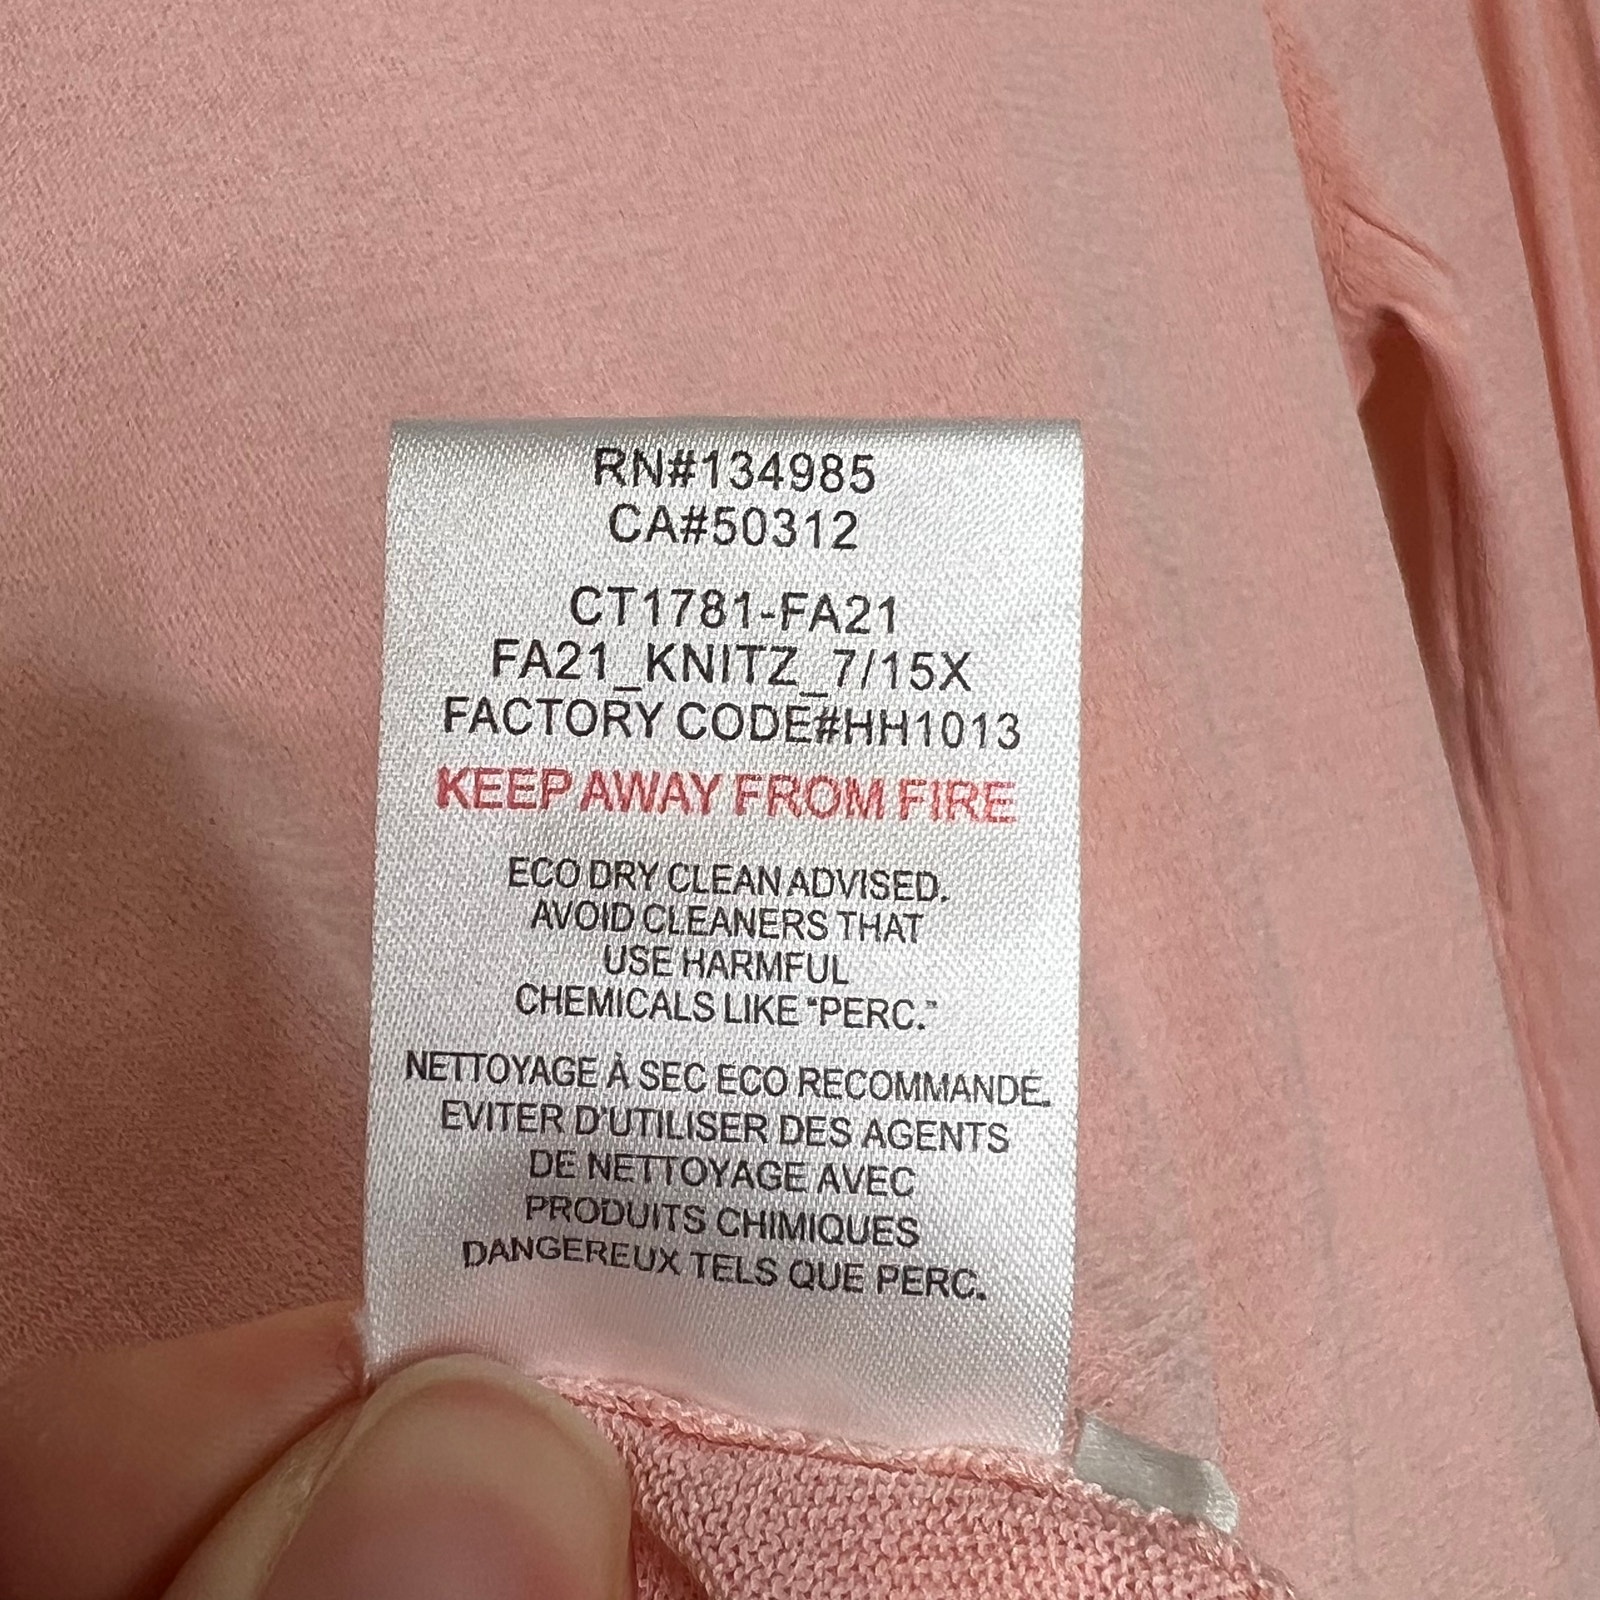 RN#134985
CA#50312
CT1781-FA21
FA21_KNITZ_7/15X
FACTORY CODE#HH1013
KEEP AWAY FROM FIRE
ECO DRY CLEAN ADVISED.
AVOID CLEANERS THAT
USE HARMFUL
CHEMICALS LIKE "PERC."
NETTOYAGE À SEC ECO RECOMMANDÉ.
EVITER D'UTILISER DES AGENTS
DE NETTOYAGE AVEC
PRODUITS CHIMIQUES
DANGEREUX TELS QUE PERC.